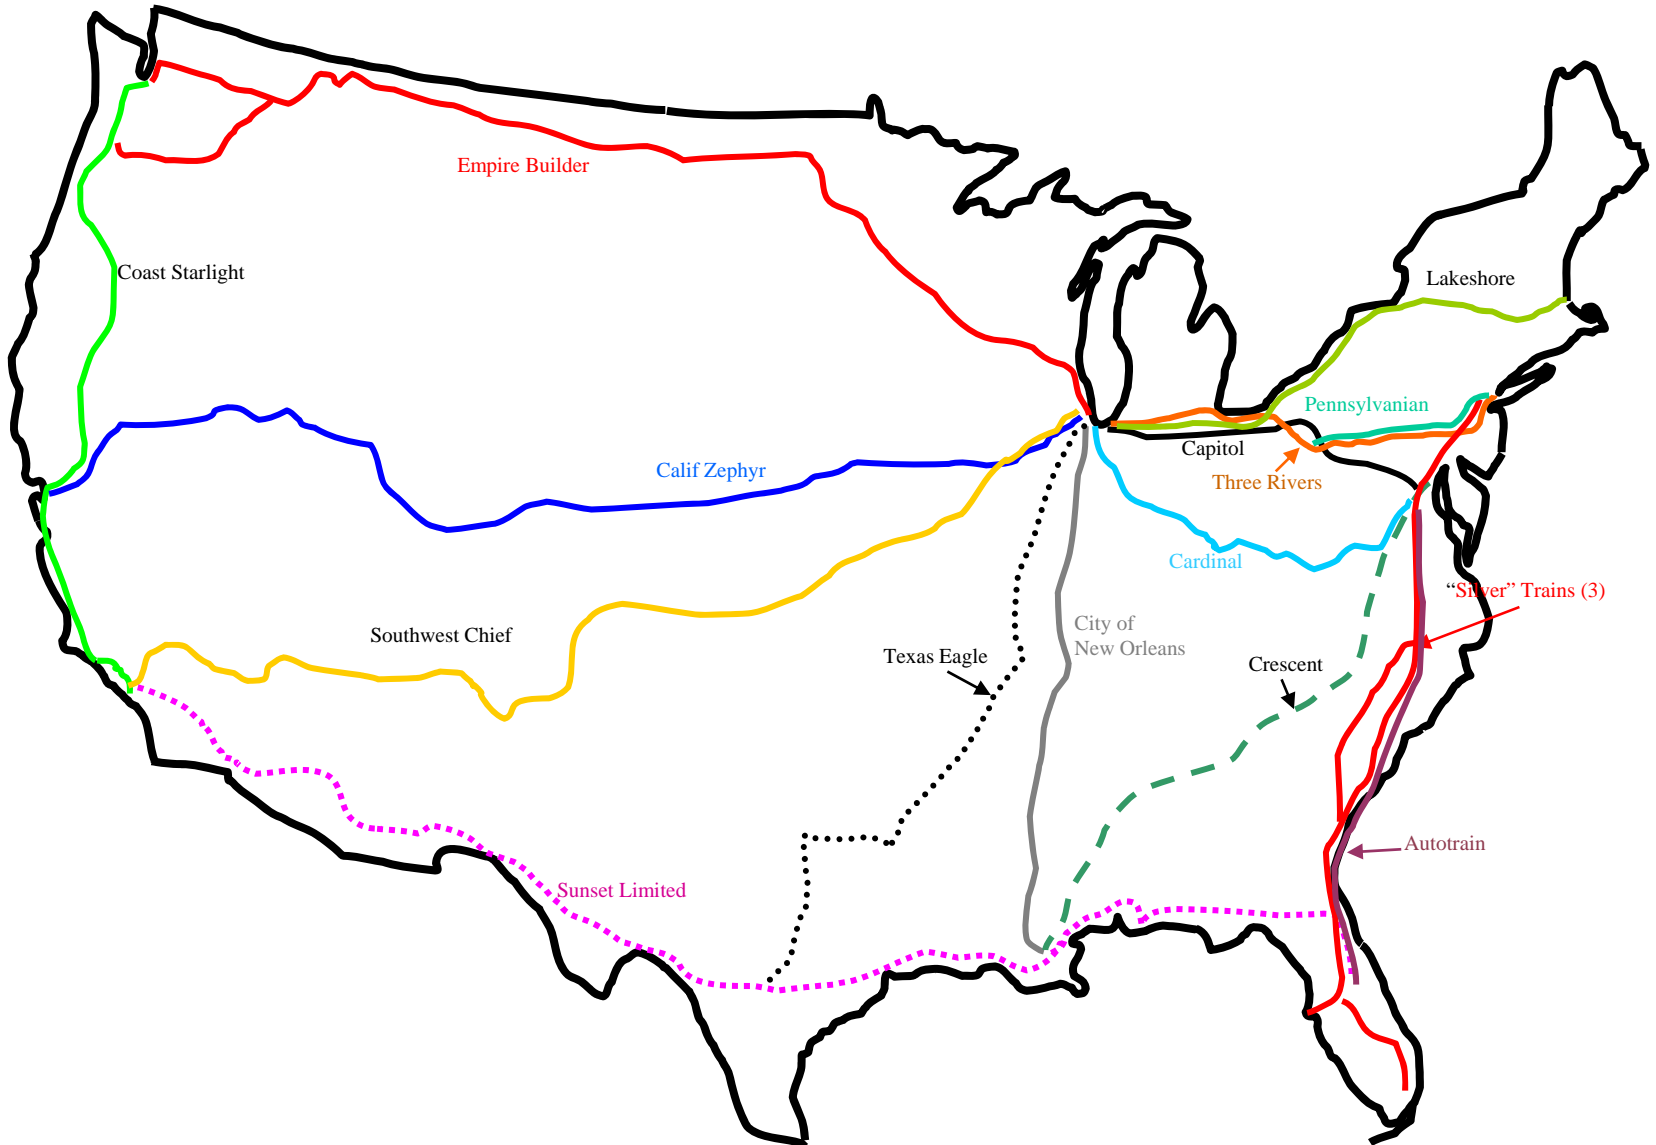 Empire Builder
Coast Starlight
Lakeshore
Pennsylvanian
Capitol
Calif Zephyr
Three Rivers
Cardinal
“Silver” Trains (3)
City of
New Orleans
Southwest Chief
Texas Eagle
Crescent
Autotrain
Sunset Limited